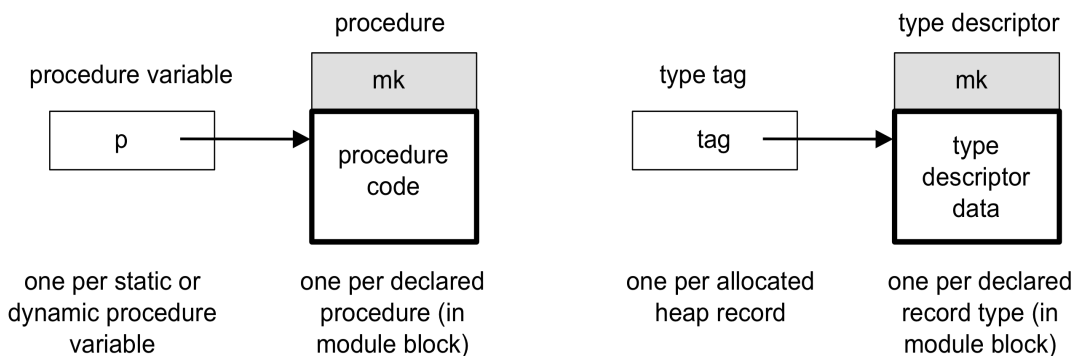 procedure
type descriptor
procedure variable
mk
type tag
mk
p
procedure
code
tag
type
descriptor
data
one per static or
dynamic procedure
variable
one per declared
procedure (in
module block)
one per allocated
heap record
one per declared
record type (in
module block)